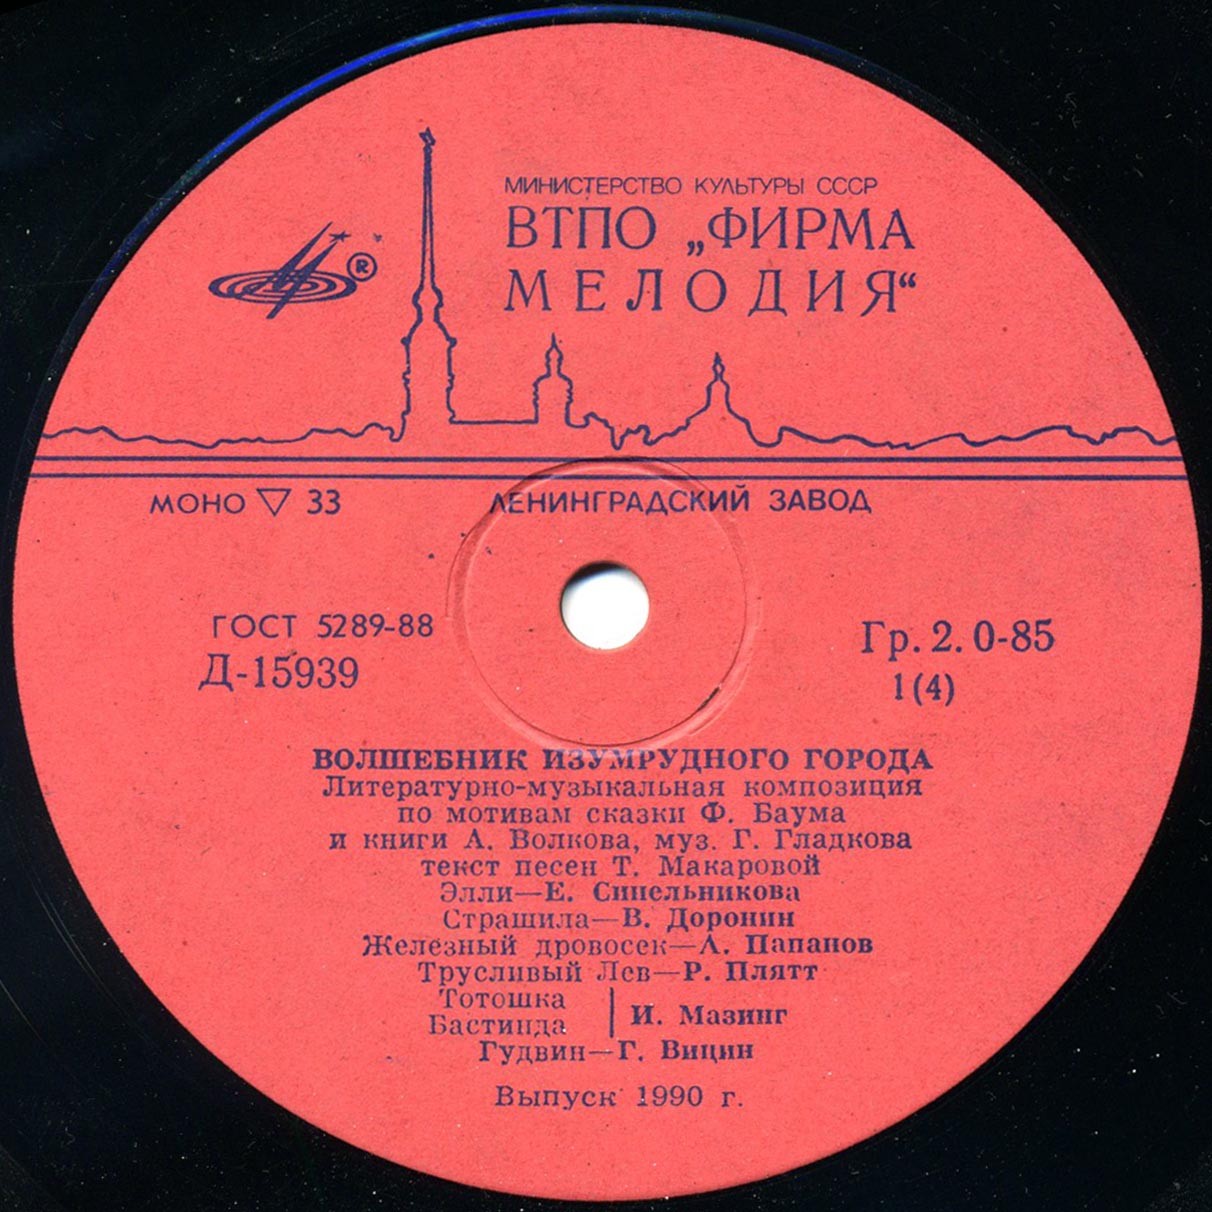 МИНИСТЕРСТВО КУЛЬТУРЫ СССР
ВТПО „ФИРМА
МЕЛОДИЯ“
®
МОНО ▽ 33
ЛЕНИНГРАДСКИЙ ЗАВОД
ГОСТ 5289-88
Д-15939
Гр. 2. 0-85
1(4)
ВОЛШЕБНИК ИЗУМРУДНОГО ГОРОДА
Литературно-музыкальная композиция
по мотивам сказки Ф. Баума
и книги А. Волкова, муз. Г. Гладкова
текст песен Т. Макаровой
Элли—Е. Синельникова
Страшила—В. Доронин
Железный дровосек—А. Папанов
Трусливый Лев—Р. Плятт
Тотошка
Бастинда
И. Мазинг
Гудвин—Г. Вицин
Выпуск 1990 г.